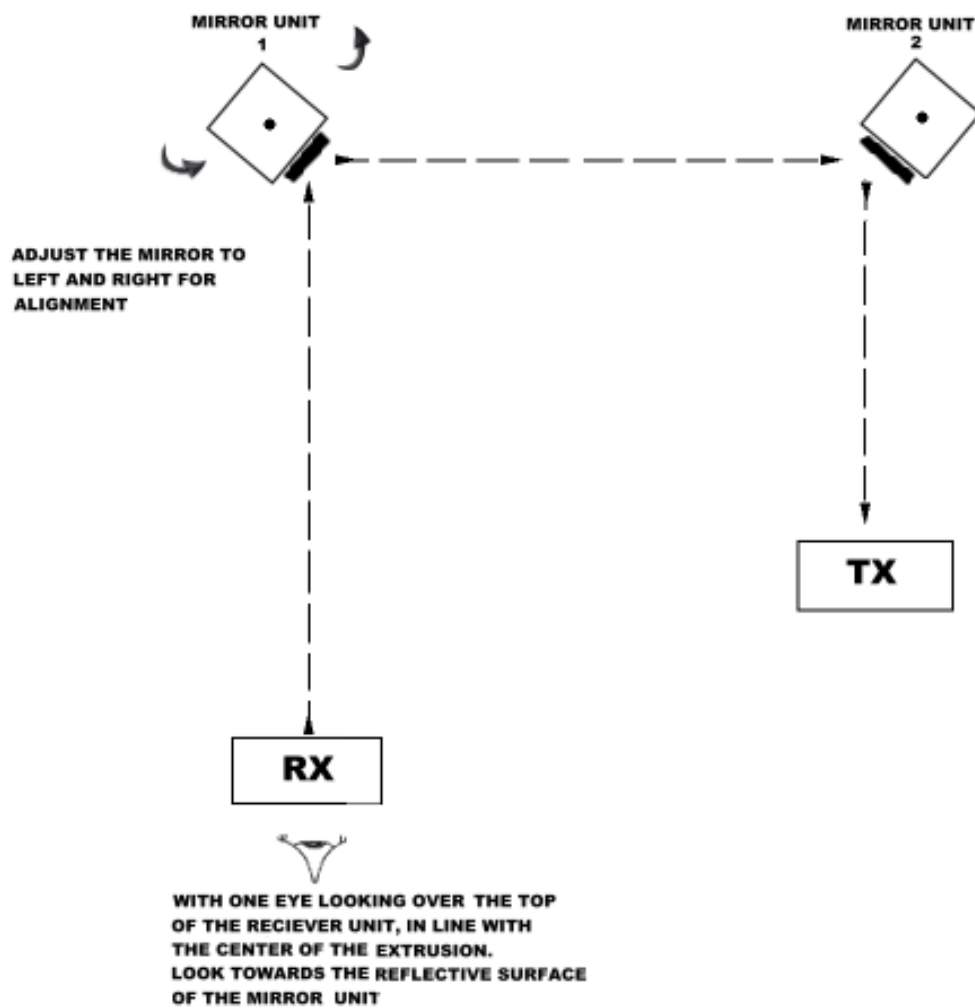 MIRROR UNIT
1
MIRROR UNIT
2
ADJUST THE MIRROR TO
LEFT AND RIGHT FOR
ALIGNMENT
TX
RX
WITH ONE EYE LOOKING OVER THE TOP
OF THE RECIEVER UNIT, IN LINE WITH
THE CENTER OF THE EXTRUSION.
LOOK TOWARDS THE REFLECTIVE SURFACE
OF THE MIRROR UNIT